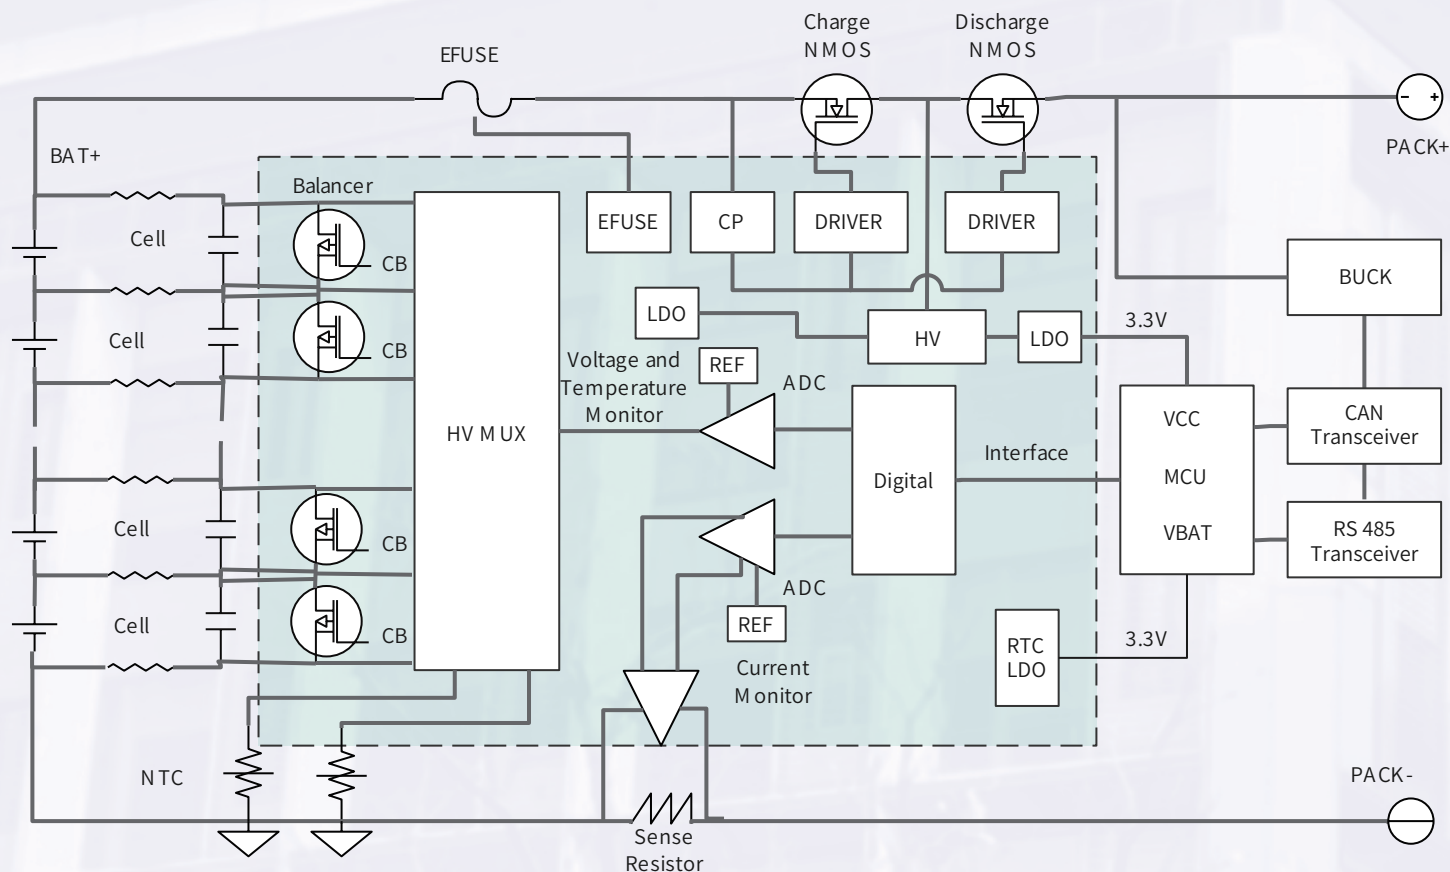 Charge
NMOS
Discharge
NMOS
EFUSE
- +
PACK+
BAT+
Balancer
Cell
CB
EFUSE
CP
DRIVER
DRIVER
BUCK
LDO
HV
LDO
3.3V
Cell
CB
Voltage and
Temperature
Monitor
REF
ADC
HV MUX
VCC
MCU
VBAT
CAN
Transceiver
Digital
Interface
Cell
CB
RS 485
Transceiver
ADC
REF
Cell
CB
Current
Monitor
RTC
LDO
3.3V
NTC
PACK-
Sense
Resistor